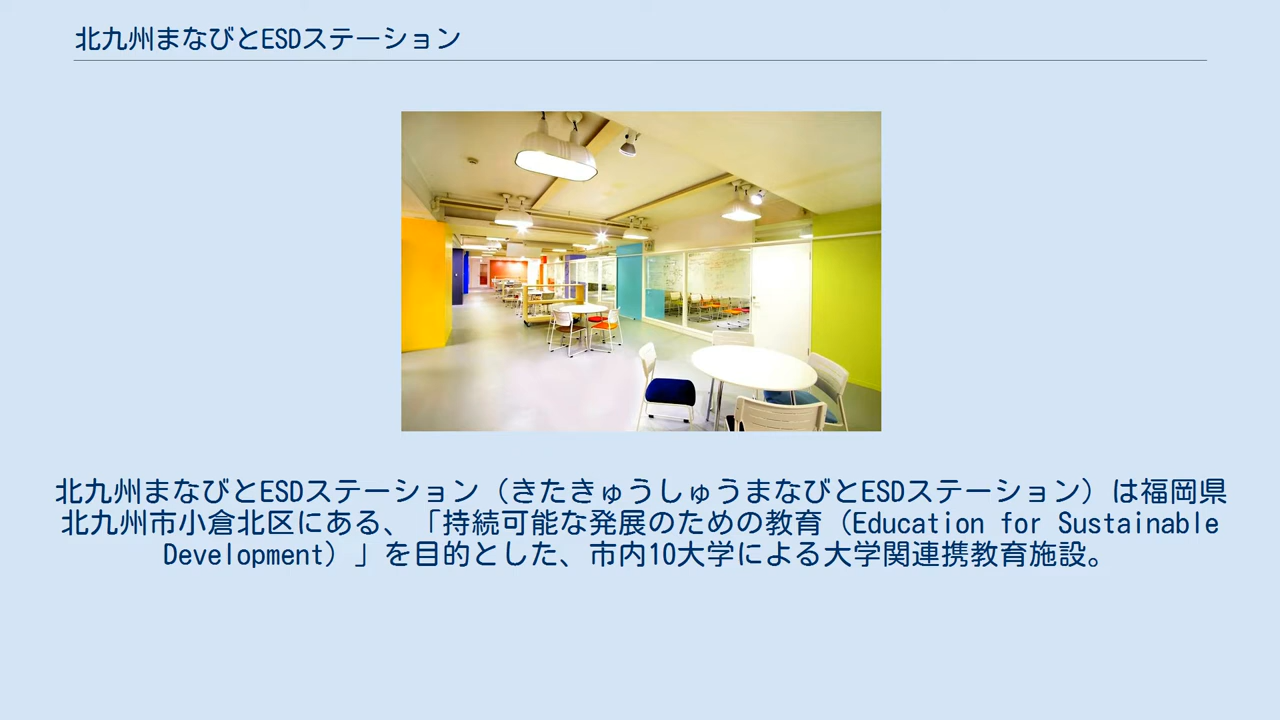 北九州まなびとESDステーション
北九州まなびとESDステーション（きたきゅうしゅうまなびとESDステーション）は福岡県
北九州市小倉北区にある、「持続可能な発展のための教育（Education for Sustainable
Development）」を目的とした、市内10大学による大学関連携教育施設。